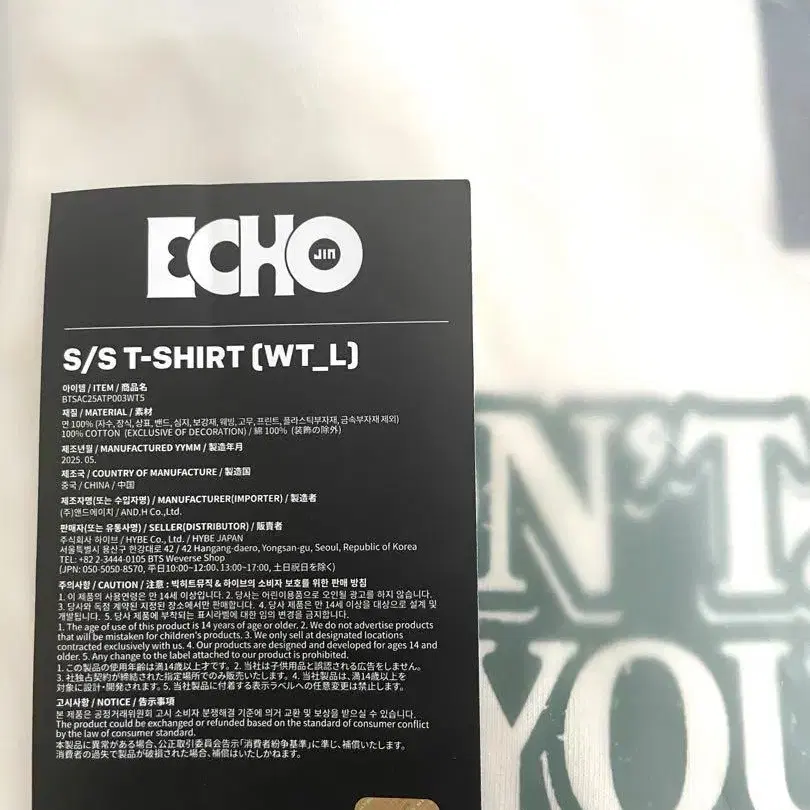 ECHO
JIN
S/S T-SHIRT (WT_L)
아이템 / ITEM / 商品名
BTSAC25ATP003WT5
재질 / MATERIAL / 素材
면 100% (자수, 장식, 상표, 밴드, 심지, 보강재, 웨빙, 고무, 프린트, 플라스틱부자재, 금속부자재 제외)
100% COTTON (EXCLUSIVE OF DECORATION) / 綿 100% (装飾の除外)
제조년월 / MANUFACTURED YYMM / 製造年月
2025. 05.
제조국 / COUNTRY OF MANUFACTURE / 製造国
중국 / CHINA / 中国
제조자명(또는 수입자명) / MANUFACTURER(IMPORTER) / 製造者
(주)앤드에이치 / AND.H Co.,Ltd.
판매자(또는 유통사명) / SELLER(DISTRIBUTOR) / 販賣者
주식회사 하이브 / HYBE Co., Ltd. / HYBE JAPAN
서울특별시 용산구 한강대로 42 / 42 Hangang-daero, Yongsan-gu, Seoul, Republic of Korea
TEL: +82 2-3444-0105 BTS Weverse Shop
(JPN: 050-5050-8570, 平日10:00~12:00、13:00~17:00, 土日祝日を除く)
주의사항 / CAUTION / 注意 : 빅히트뮤직 & 하이브의 소비자 보호를 위한 판매 방침
1. 이 제품의 사용연령은 만 14세 이상입니다. 2. 당사는 어린이용품으로 오인될 광고를 하지 않습니다.
3. 당사와 독점 계약된 지정된 장소에서만 판매합니다. 4. 당사 제품은 만 14세 이상을 대상으로 설계 및
개발됩니다. 5. 당사 제품에 부착되는 표시라벨에 대한 임의 변경을 금지합니다.
1. The age of use of this product is 14 years of age or older. 2. We do not advertise products
that will be mistaken for children's products. 3. We only sell at designated locations
contracted exclusively with us. 4. Our products are designed and developed for ages 14 and
older. 5. Any change to the label attached to our product is prohibited.
1. この製品の使用年齢は満14歳以上才です。2. 当社は子供用品と誤認される広告をしません。
3. 社独占契約が締結された指定場所でのみ販売いたします。4. 当社製品は、満14歳以上を
対象に設計・開発されます。5. 当社製品に付着する表示ラベルへの任意変更は禁止します。
고시사항 / NOTICE / 告示事項
본 제품은 공정거래위원회 고시 소비자 분쟁해결 기준에 의거 교환 및 보상을 받으실 수 있습니다.
The product could be exchanged or refunded based on the standard of consumer conflict
by the law of consumer standard.
本製品に異常がある場合、公正取引委員会告示「消費者紛争基準」に準じ、補償いたします。
消費者の過失で製品が破損された場合、補償はいたしかねます。
N'T
YOU